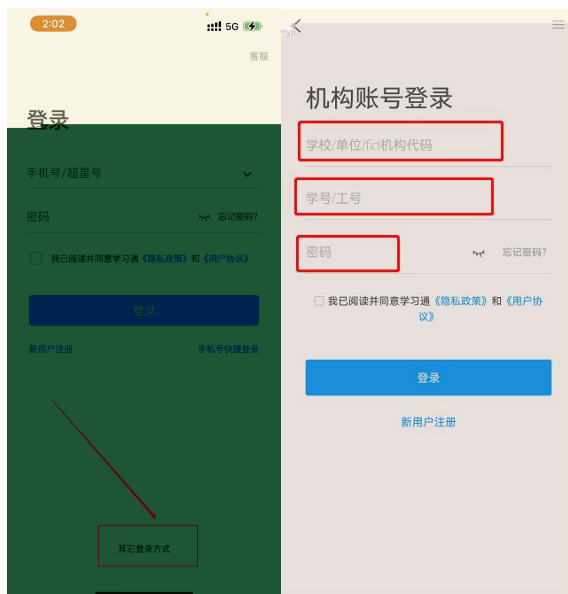 2:02
5G
客服
登录
手机号/超星号
密码
忘记密码?
我已阅读并同意学习通《隐私政策》和《用户协议》
登录
新用户注册
手机号快捷登录
其它登录方式
机构账号登录
学校/单位/fid机构代码
学号/工号
密码
忘记密码?
我已阅读并同意学习通《隐私政策》和《用户协
议》
登录
新用户注册